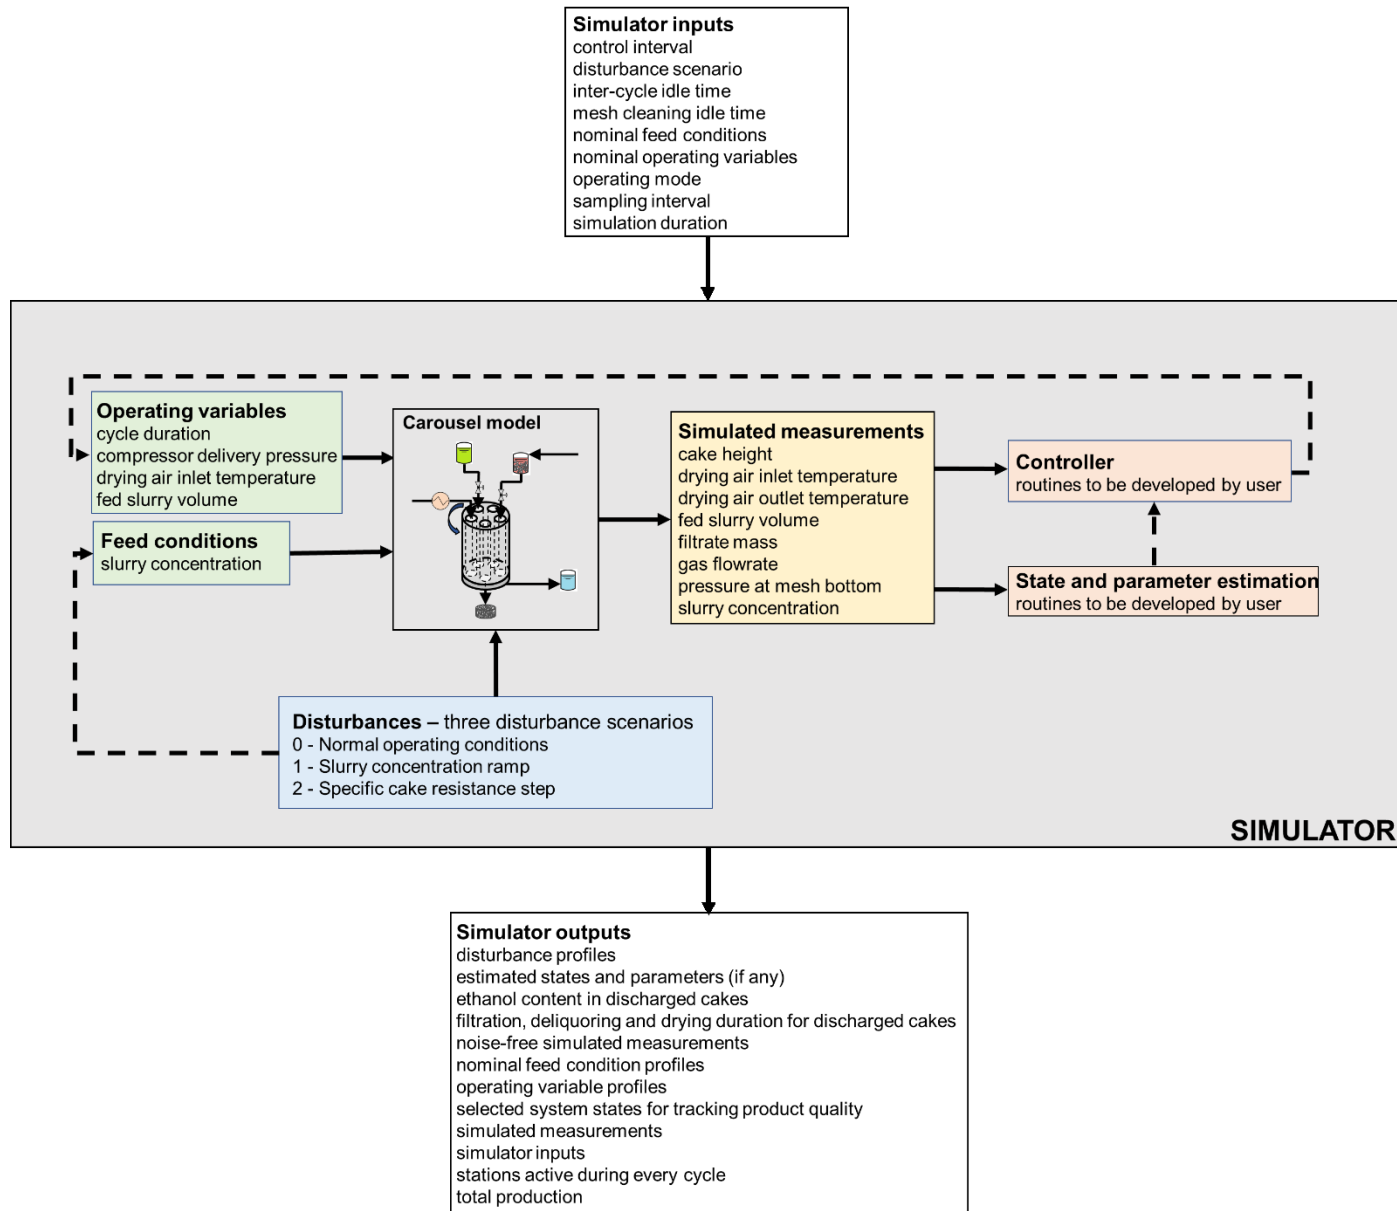 Simulator inputs
control interval
disturbance scenario
inter-cycle idle time
mesh cleaning idle time
nominal feed conditions
nominal operating variables
operating mode
sampling interval
simulation duration
Operating variables
cycle duration
compressor delivery pressure
drying air inlet temperature
fed slurry volume
Feed conditions
slurry concentration
Carousel model
Simulated measurements
cake height
drying air inlet temperature
drying air outlet temperature
fed slurry volume
filtrate mass
gas flowrate
pressure at mesh bottom
slurry concentration
Controller
routines to be developed by user
State and parameter estimation
routines to be developed by user
Disturbances – three disturbance scenarios
0 - Normal operating conditions
1 - Slurry concentration ramp
2 - Specific cake resistance step
SIMULATOR
Simulator outputs
disturbance profiles
estimated states and parameters (if any)
ethanol content in discharged cakes
filtration, deliquoring and drying duration for discharged cakes
noise-free simulated measurements
nominal feed condition profiles
operating variable profiles
selected system states for tracking product quality
simulated measurements
simulator inputs
stations active during every cycle
total production